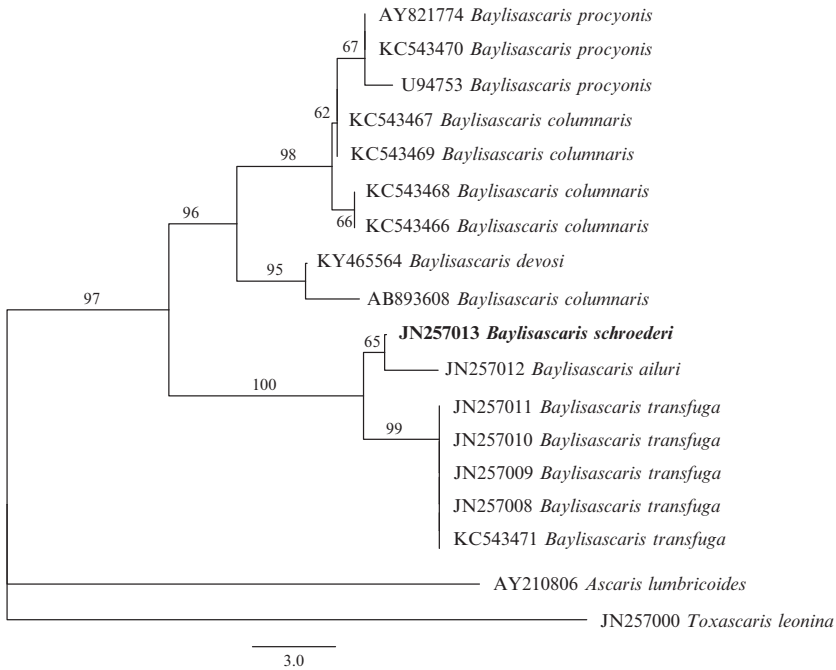 AY821774 Baylisascaris procyonis
67
KC543470 Baylisascaris procyonis
U94753 Baylisascaris procyonis
62
KC543467 Baylisascaris columnaris
98
KC543469 Baylisascaris columnaris
KC543468 Baylisascaris columnaris
96
66
KC543466 Baylisascaris columnaris
KY465564 Baylisascaris devosi
95
97
AB893608 Baylisascaris columnaris
JN257013 Baylisascaris schroederi
65
JN257012 Baylisascaris ailuri
100
JN257011 Baylisascaris transfuga
99
JN257010 Baylisascaris transfuga
JN257009 Baylisascaris transfuga
JN257008 Baylisascaris transfuga
KC543471 Baylisascaris transfuga
AY210806 Ascaris lumbricoides
JN257000 Toxascaris leonina
3.0